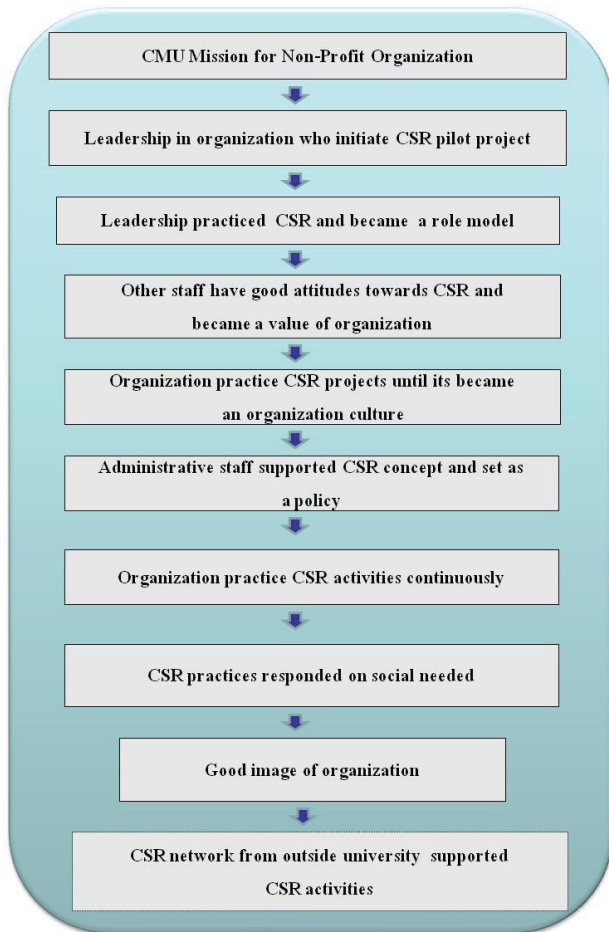 CMU Mission for Non-Profit Organization
Leadership in organization who initiate CSR pilot project
Leadership practiced CSR and became a role model
Other staff have good attitudes towards CSR and
became a value of organization
Organization practice CSR projects until its became
an organization culture
Administrative staff supported CSR concept and set as
a policy
Organization practice CSR activities continuously
CSR practices responded on social needed
Good image of organization
CSR network from outside university supported
CSR activities